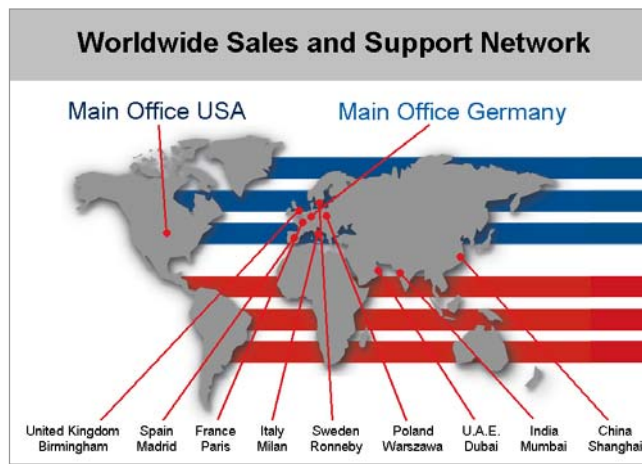 Worldwide Sales and Support Network
Main Office USA
Main Office Germany
United Kingdom
Birmingham
Spain
Madrid
France
Paris
Italy
Milan
Sweden
Ronneby
Poland
Warszawa
U.A.E.
Dubai
India
Mumbai
China
Shanghai